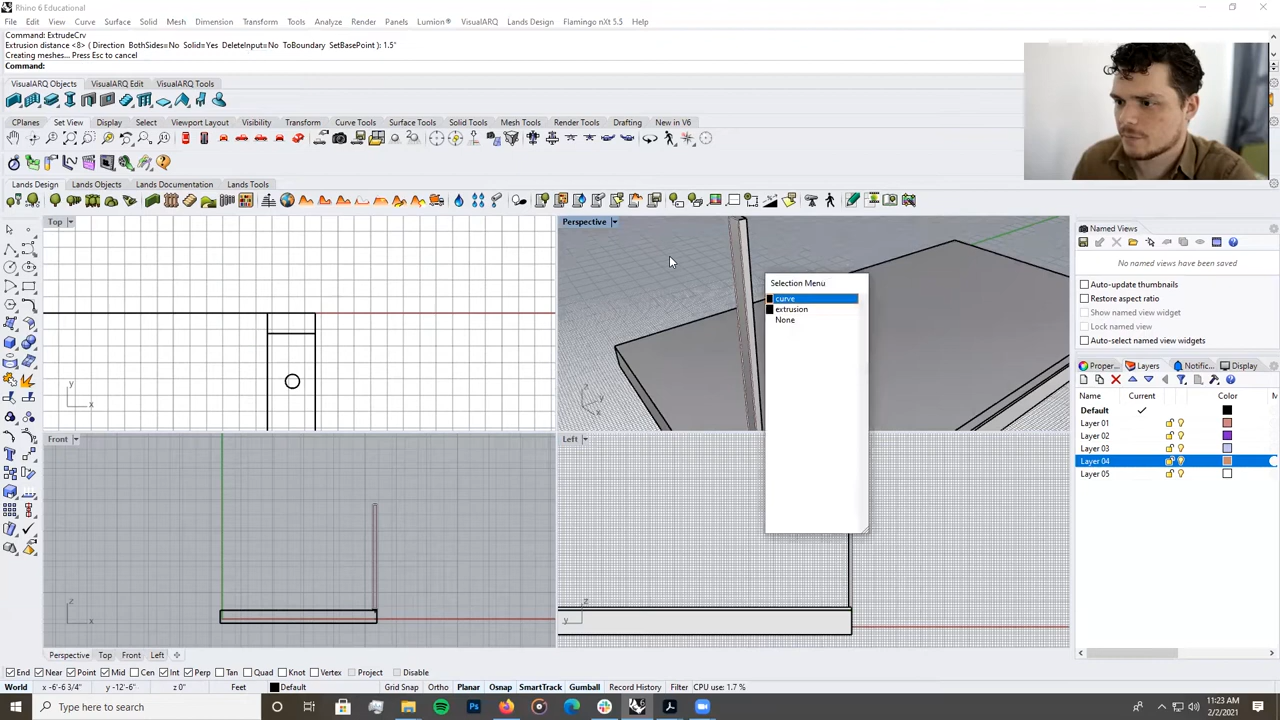 Rhino 6 Educational
File Edit View Curve Surface Solid Mesh Dimension Transform Tools Analyze Render Panels Lumion® VisualARQ Lands Design Flamingo nXt 5.5 Help
Command: ExtrudeCrv
Extrusion distance <8> ( Direction BothSides=No Solid=Yes DeleteInput=No ToBoundary SetBasePoint ): 1.5"
Creating meshes... Press Esc to cancel
Command:
VisualARQ Objects VisualARQ Edit VisualARQ Tools
CPlanes Set View Display Select Viewport Layout Visibility Transform Curve Tools Surface Tools Solid Tools Mesh Tools Render Tools Drafting New in V6
Lands Design Lands Objects Lands Documentation Lands Tools
Top
Perspective
Named Views
No named views have been saved
Auto-update thumbnails
Restore aspect ratio
Show named view widget
Lock named view
Auto-select named view widgets
Selection Menu
curve
extrusion
None
Proper... Layers Notific... Display
Name Current Color M
Default
Layer 01
Layer 02
Layer 03
Layer 04
Layer 05
y
x
z
y
x
Front
Left
z
x
z
y
Perspective Top Front Left
End Near Point Mid Cen Int Perp Tan Quad Knot Vertex Project Disable
World x -6'-6 3/4" y -12'-6" z 0" Feet Default Grid Snap Ortho Planar Osnap SmartTrack Gumball Record History Filter CPU use: 1.7 %
Type here to search
11:23 AM
2/2/2021